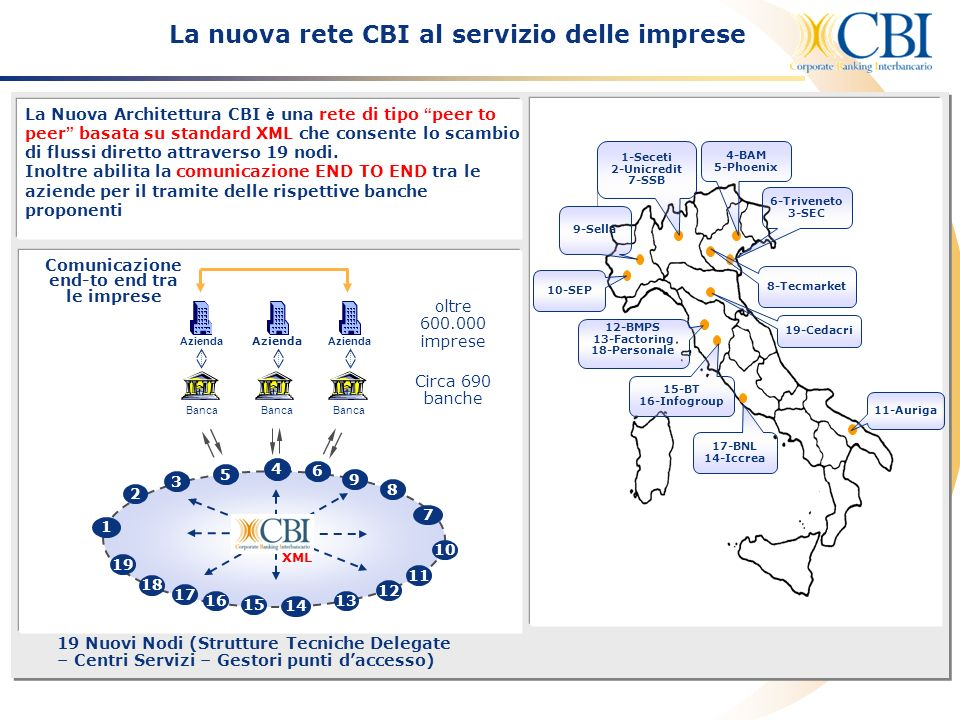 La nuova rete CBI al servizio delle imprese
CBI
Corporate Banking Interbancario
La Nuova Architettura CBI è una rete di tipo “peer to
peer” basata su standard XML che consente lo scambio
di flussi diretto attraverso 19 nodi.
Inoltre abilita la comunicazione END TO END tra le
aziende per il tramite delle rispettive banche
proponenti
Comunicazione
end-to end tra
le imprese
Azienda
Azienda
Azienda
Banca
Banca
Banca
oltre
600.000
imprese
Circa 690
banche
1
2
3
5
4
6
9
8
7
10
11
12
13
14
15
16
17
18
19
CBI
Corporate Banking Interbancario
XML
19 Nuovi Nodi (Strutture Tecniche Delegate
– Centri Servizi – Gestori punti d’accesso)
1-Seceti
2-Unicredit
7-SSB
4-BAM
5-Phoenix
6-Triveneto
3-SEC
9-Sella
10-SEP
8-Tecmarket
19-Cedacri
12-BMPS
13-Factoring
18-Personale
15-BT
16-Infogroup
17-BNL
14-Iccrea
11-Auriga